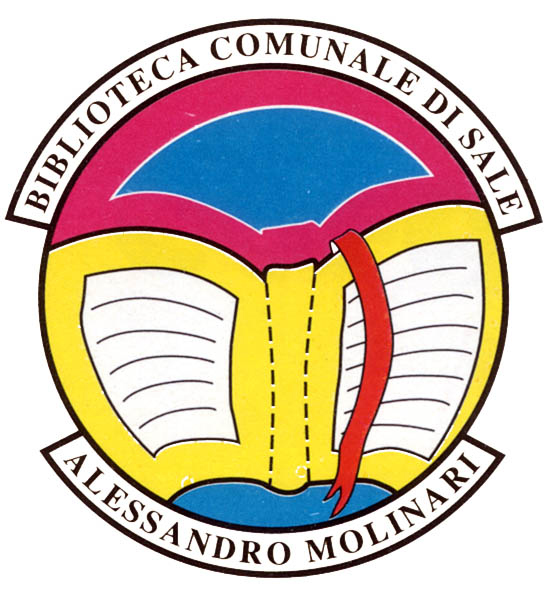 BIBLIOTECA COMUNALE DI SALE
ALESSANDRO MOLINARI